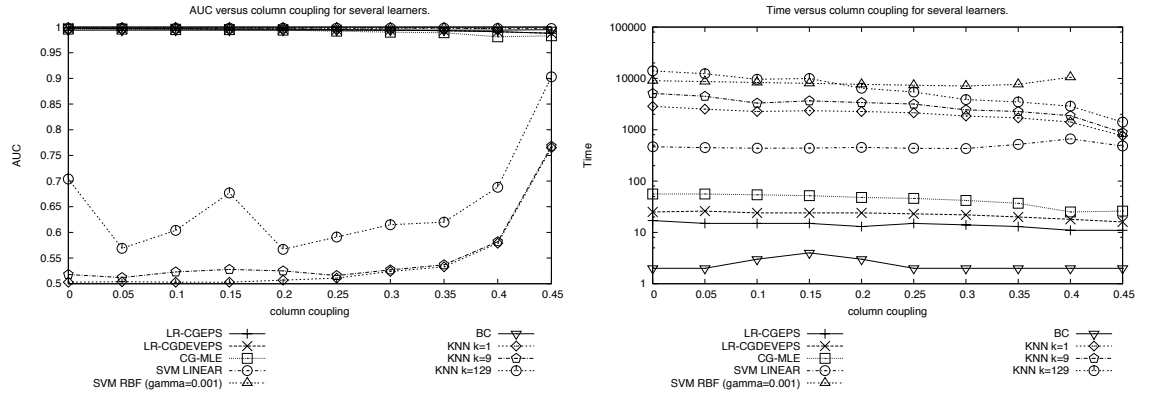 AUC versus column coupling for several learners.
1
0.95
0.9
0.85
0.8
0.75
0.7
0.65
0.6
0.55
0.5
AUC
0 0.05 0.1 0.15 0.2 0.25 0.3 0.35 0.4 0.45
column coupling
LR-CGEPS
LR-CGDEVEPS
CG-MLE
SVM LINEAR
SVM RBF (gamma=0.001)
BC
KNN k=1
KNN k=9
KNN k=129
Time versus column coupling for several learners.
100000
10000
1000
100
10
1
Time
0 0.05 0.1 0.15 0.2 0.25 0.3 0.35 0.4 0.45
column coupling
LR-CGEPS
LR-CGDEVEPS
CG-MLE
SVM LINEAR
SVM RBF (gamma=0.001)
BC
KNN k=1
KNN k=9
KNN k=129